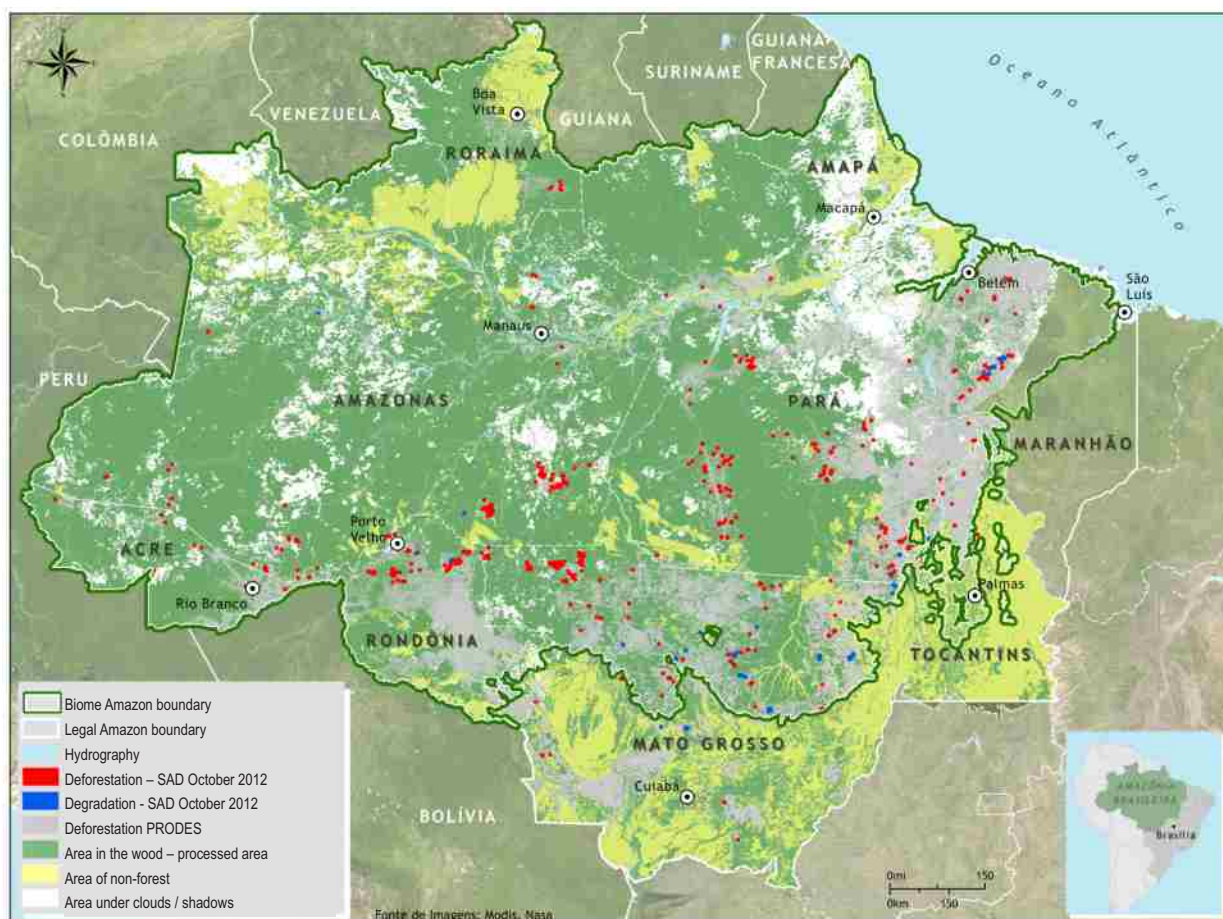 Oceano Atlântico
GUIANA
FRANCESA
SURINAME
GUIANA
VENEZUELA
COLÔMBIA
Boa
Vista
RORAIMA
AMAPÁ
Macapá
Belém
São
Luís
Manaus
PERU
AMAZONAS
PARÁ
MARANHÃO
Porto
Velho
ACRE
Rio Branco
Palmas
RONDÔNIA
TOCANTINS
MATO GROSSO
Cuiabá
BOLÍVIA
Biome Amazon boundary
Legal Amazon boundary
Hydrography
Deforestation – SAD October 2012
Degradation - SAD October 2012
Deforestation PRODES
Area in the wood – processed area
Area of non-forest
Area under clouds / shadows
Fonte de Imagens: Modis, Nasa
0mi 150
0km 150
AMAZÔNIA
BRASILEIRA
Brasília